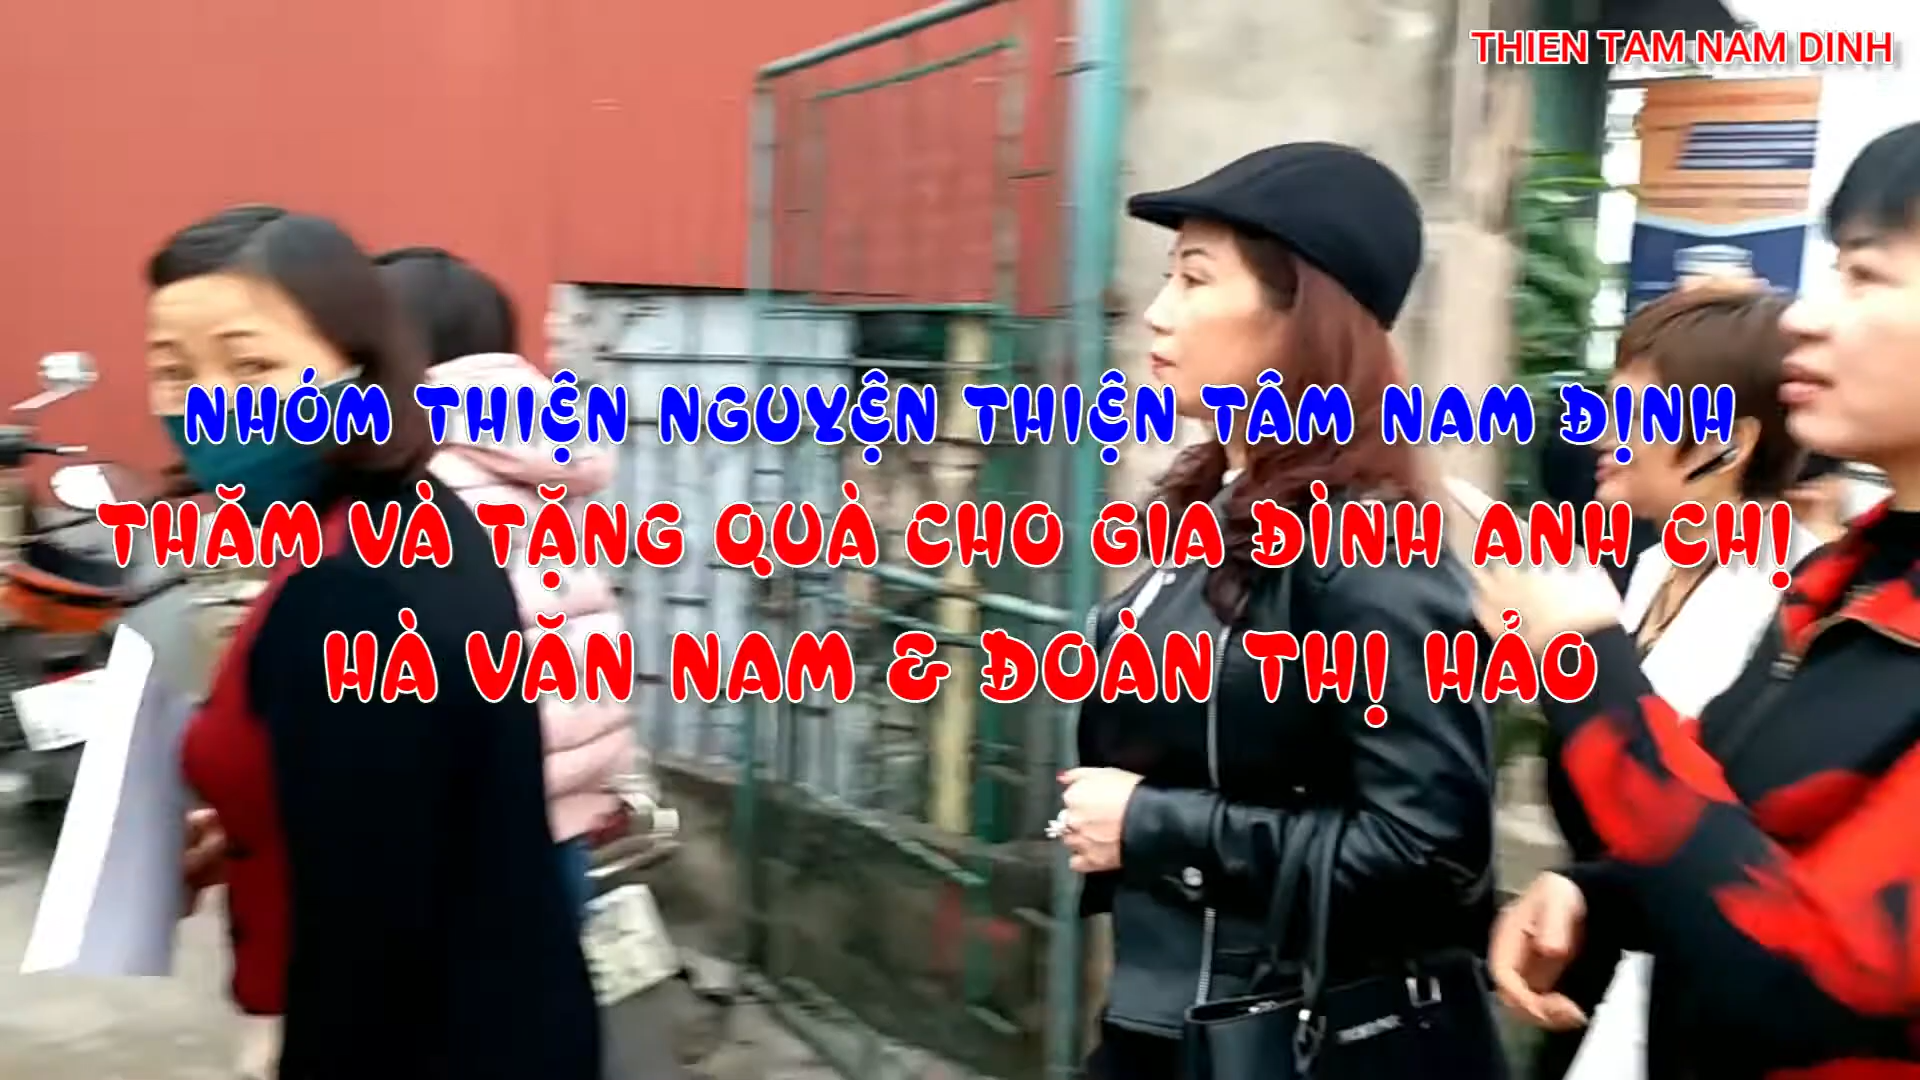 THIEN TAM NAM DINH
NHÓM THIỆN NGUYỆN THIỆN TÂM NAM ĐỊNH
THĂM VÀ TẶNG QUÀ CHO GIA ĐÌNH ANH CHỊ
HÀ VĂN NAM & ĐOÀN THỊ HẢO